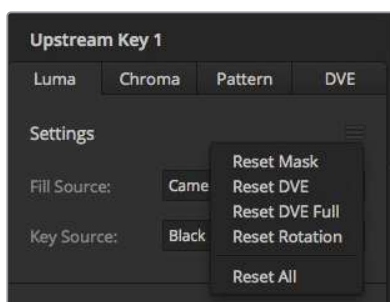 Upstream Key 1
Luma Chroma Pattern DVE
Settings
Reset Mask
Fill Source: Came Reset DVE
Reset DVE Full
Key Source: Black Reset Rotation
Reset All